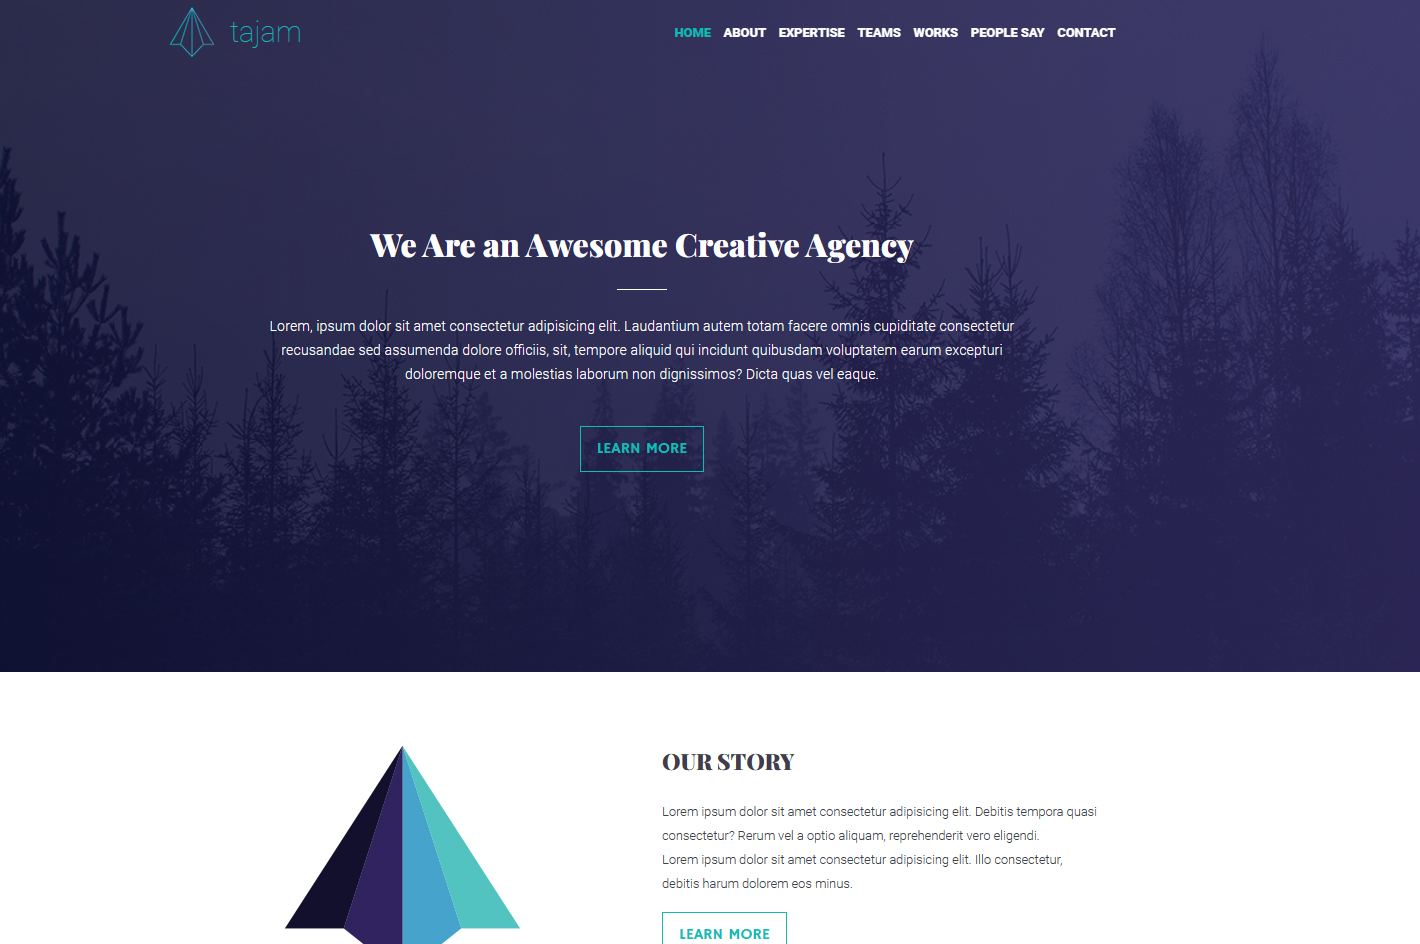 tajam
HOME ABOUT EXPERTISE TEAMS WORKS PEOPLE SAY CONTACT
We Are an Awesome Creative Agency
Lorem, ipsum dolor sit amet consectetur adipisicing elit. Laudantium autem totam facere omnis cupiditate consectetur
recusandae sed assumenda dolore officiis, sit, tempore aliquid qui incidunt quibusdam voluptatem earum excepturi
doloremque et a molestias laborum non dignissimos? Dicta quas vel eaque.
LEARN MORE
OUR STORY
Lorem ipsum dolor sit amet consectetur adipisicing elit. Debitis tempora quasi
consectetur? Rerum vel a optio aliquam, reprehenderit vero eligendi.
Lorem ipsum dolor sit amet consectetur adipisicing elit. Illo consectetur,
debitis harum dolorem eos minus.
LEARN MORE